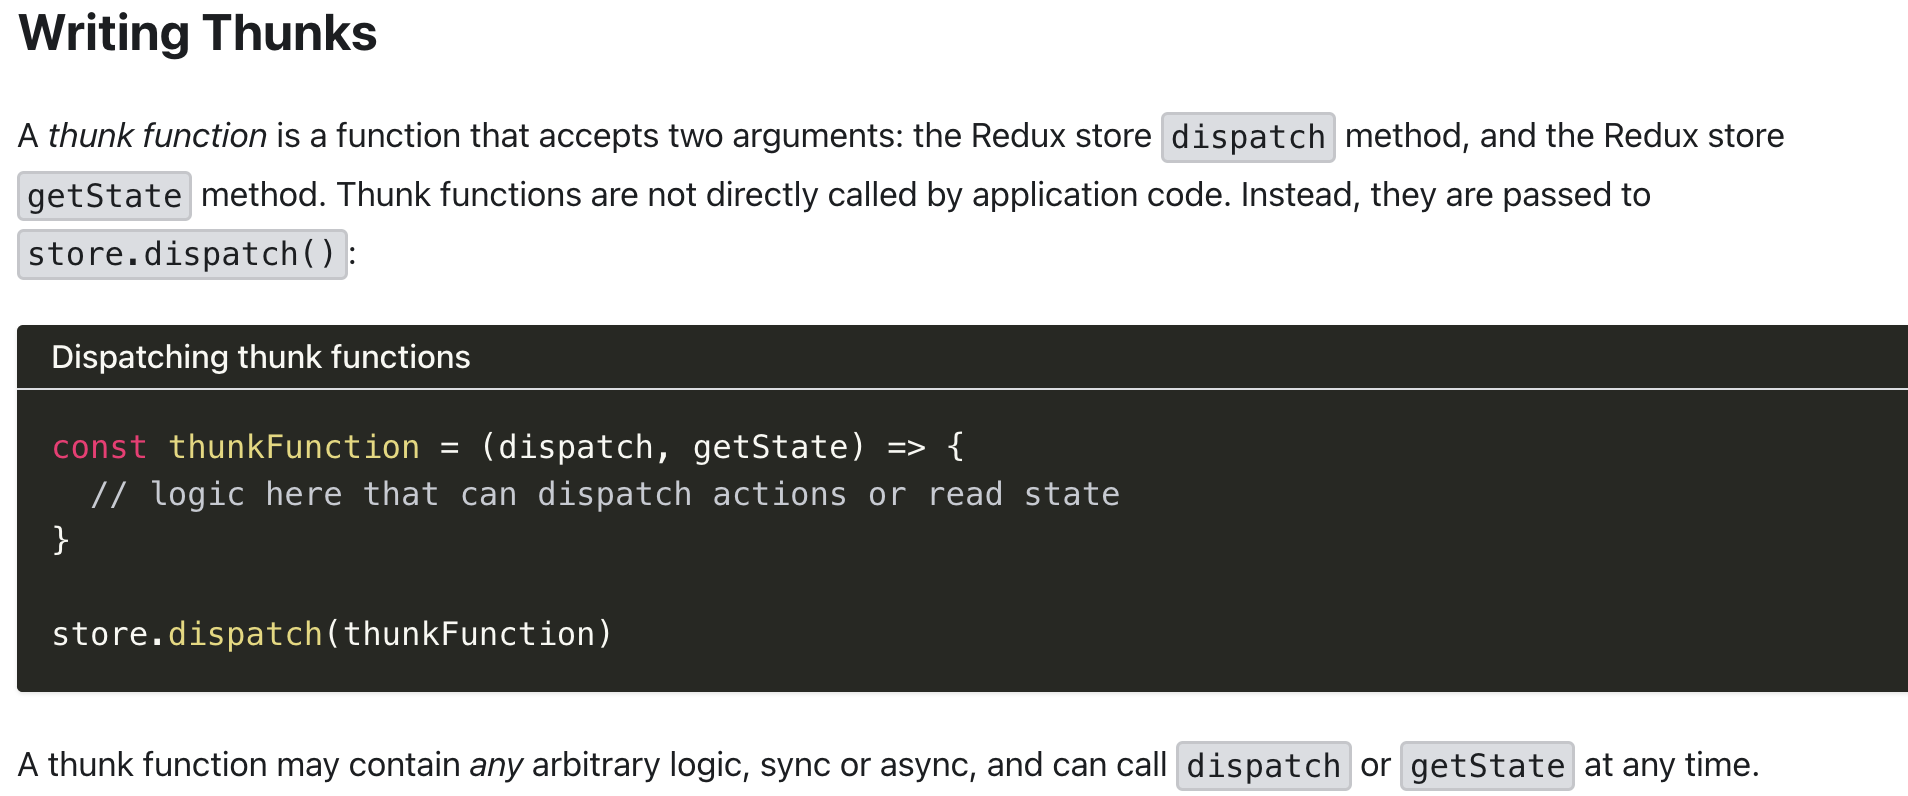 Writing Thunks
A thunk function is a function that accepts two arguments: the Redux store dispatch method, and the Redux store
getState method. Thunk functions are not directly called by application code. Instead, they are passed to
store.dispatch():
Dispatching thunk functions
const thunkFunction = (dispatch, getState) => {
  // logic here that can dispatch actions or read state
}
store.dispatch(thunkFunction)
A thunk function may contain any arbitrary logic, sync or async, and can call dispatch or getState at any time.